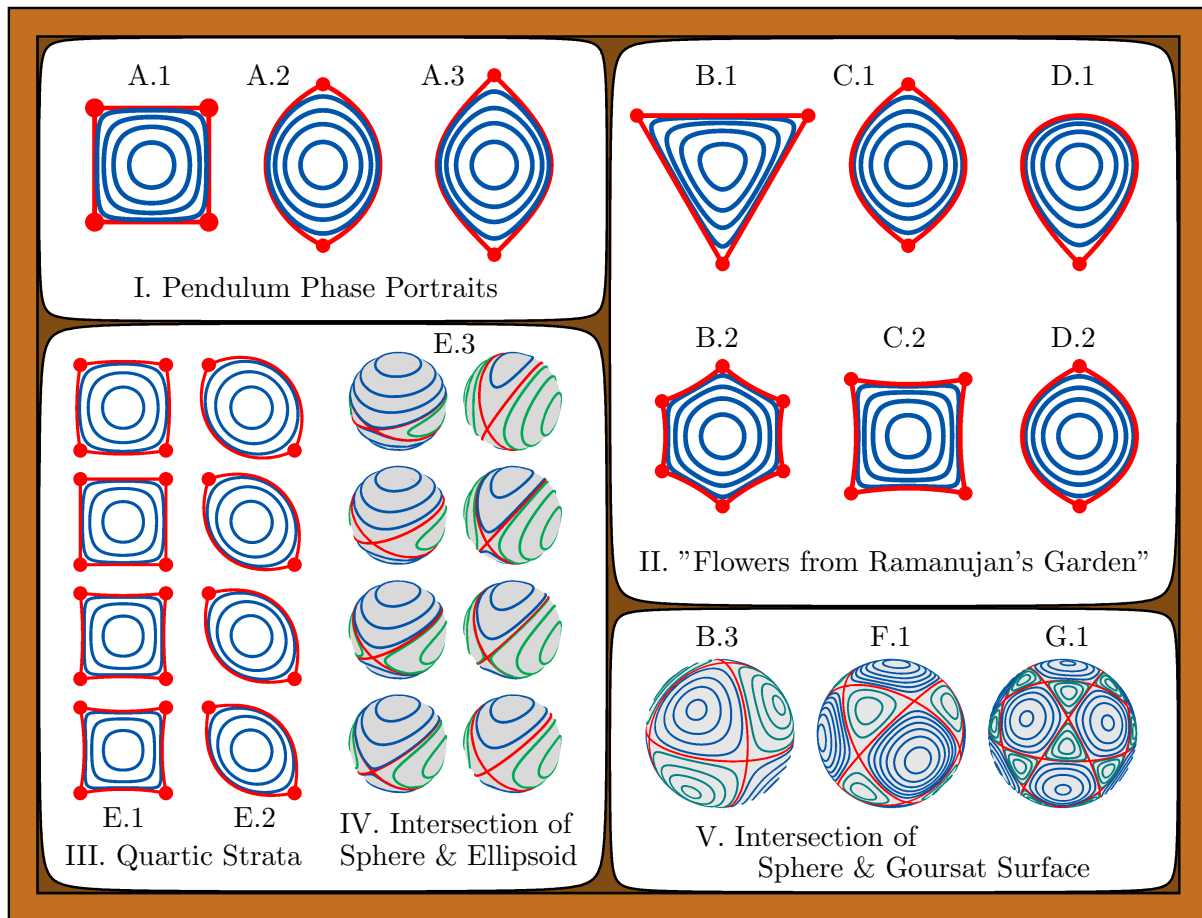 A.1 A.2 A.3
I. Pendulum Phase Portraits
B.1 C.1 D.1
B.2 C.2 D.2
II. "Flowers from Ramanujan's Garden"
E.3
E.1 E.2
III. Quartic Strata
IV. Intersection of
Sphere & Ellipsoid
B.3 F.1 G.1
V. Intersection of
Sphere & Goursat Surface